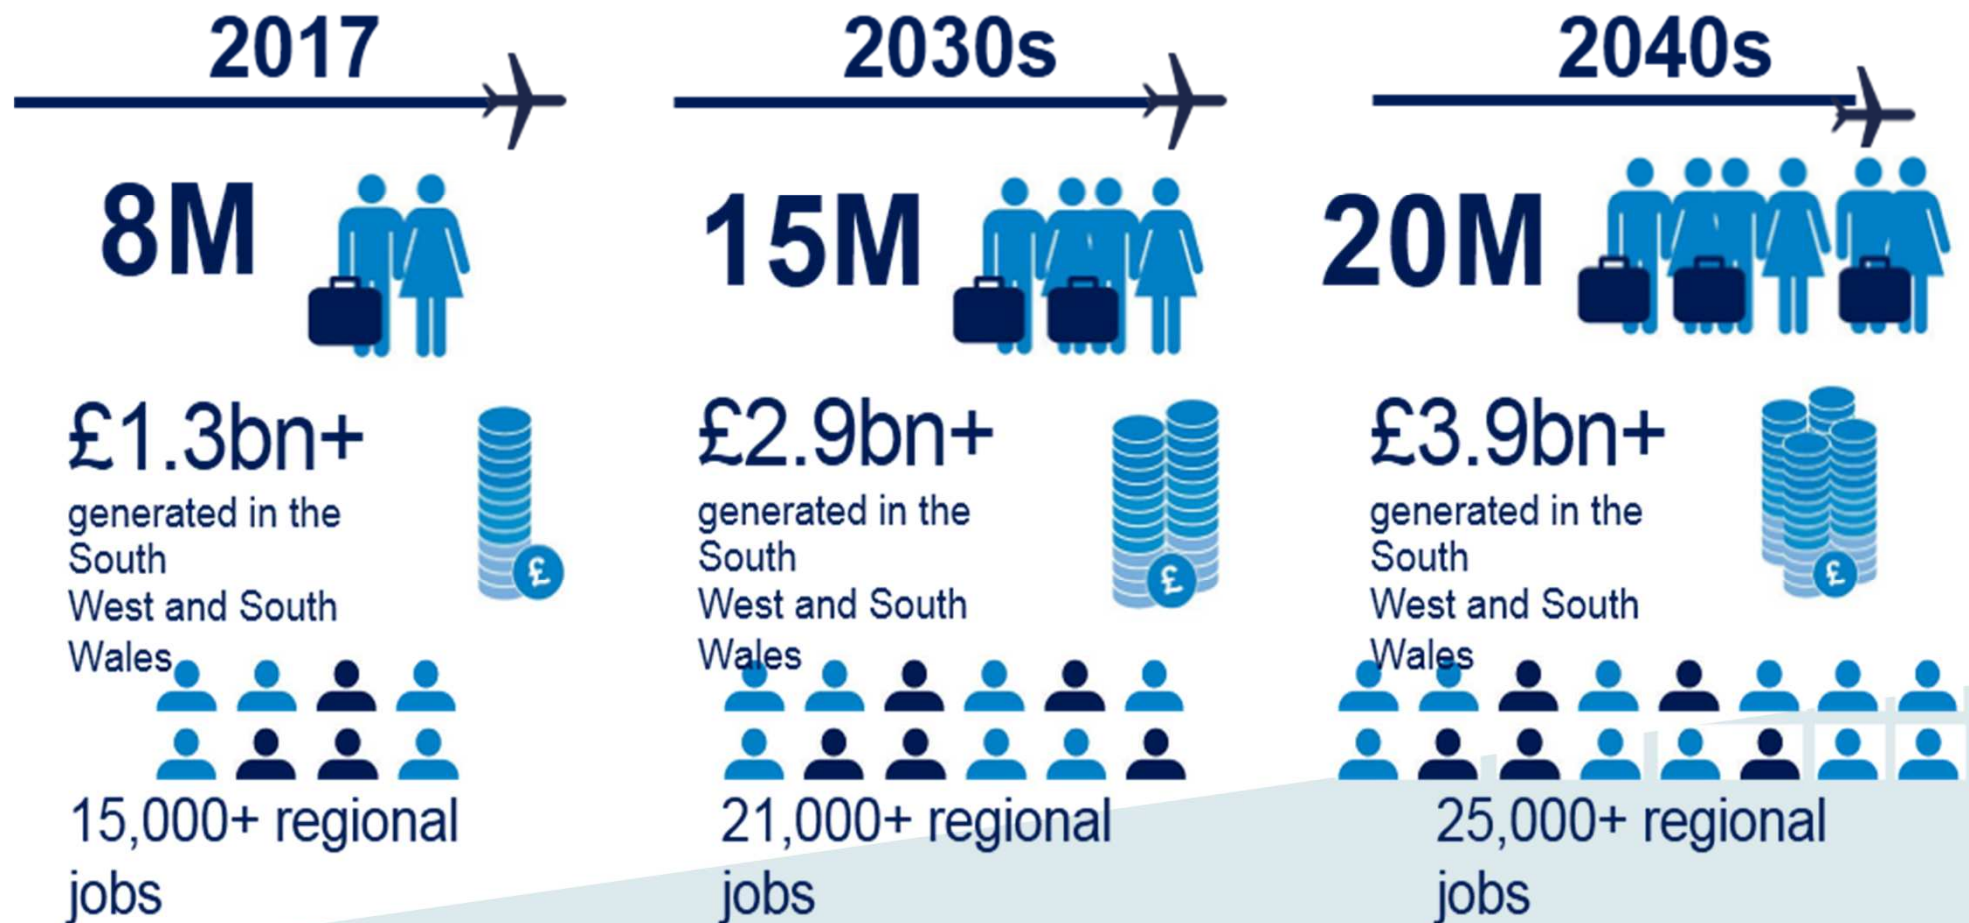 2017
8M
£1.3bn+
generated in the
South
West and South
Wales
£
15,000+ regional
jobs
2030s
15M
£2.9bn+
generated in the
South
West and South
Wales
£
21,000+ regional
jobs
2040s
20M
£3.9bn+
generated in the
South
West and South
Wales
£
25,000+ regional
jobs